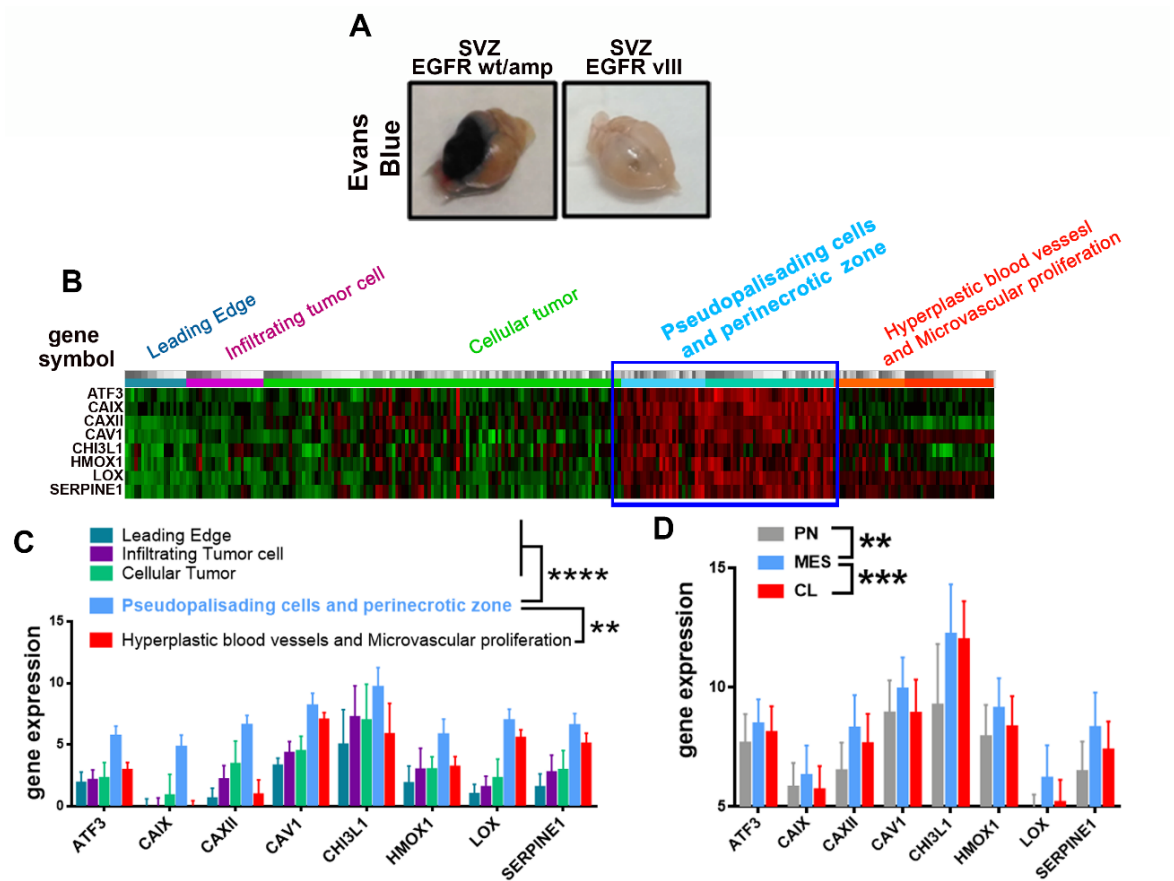 A
SVZ
EGFR wt/amp
SVZ
EGFR vIII
Evans
Blue
B
gene
symbol
Leading Edge
Infiltrating tumor cell
Cellular tumor
Pseudopalisading cells
and perinecrotic zone
Hyperplastic blood vessesl
and Microvascular proliferation
ATF3
CAIX
CAXII
CAV1
CHI3L1
HMOX1
LOX
SERPINE1
C
Leading Edge
Infiltrating Tumor cell
Cellular Tumor
Pseudopalisading cells and perinecrotic zone
Hyperplastic blood vessels and Microvascular proliferation
****
**
gene expression
15
10
5
0
ATF3
CAIX
CAXII
CAV1
CHI3L1
HMOX1
LOX
SERPINE1
D
PN
MES
CL
**
***
gene expression
15
10
5
ATF3
CAIX
CAXII
CAV1
CHI3L1
HMOX1
LOX
SERPINE1